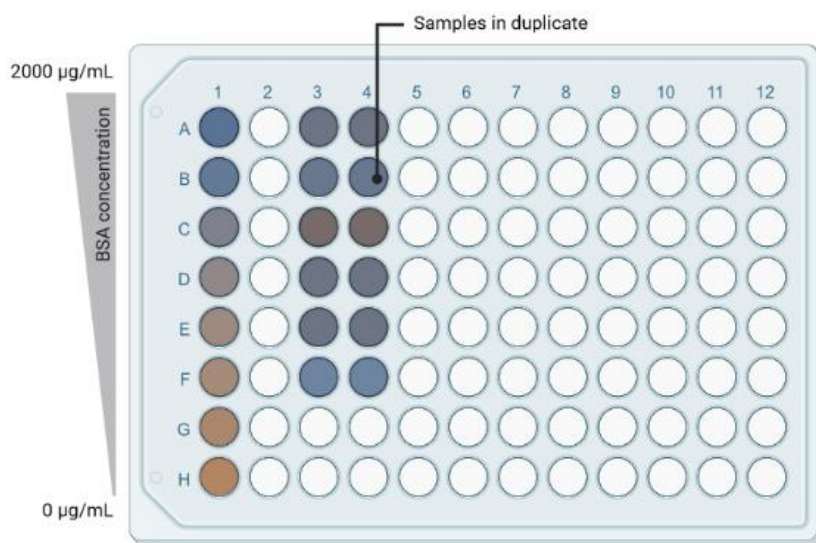 Samples in duplicate
2000 µg/mL
1 2 3 4 5 6 7 8 9 10 11 12
A
B
C
D
E
F
G
H
BSA concentration
0 µg/mL